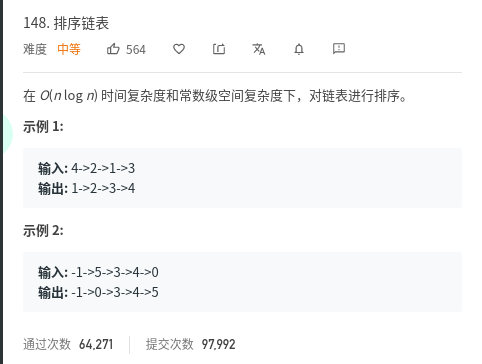 148. 排序链表
难度 中等 564
在 O(n log n) 时间复杂度和常数级空间复杂度下，对链表进行排序。
示例 1:
输入: 4->2->1->3
输出: 1->2->3->4
示例 2:
输入: -1->5->3->4->0
输出: -1->0->3->4->5
通过次数 64,271 提交次数 97,992